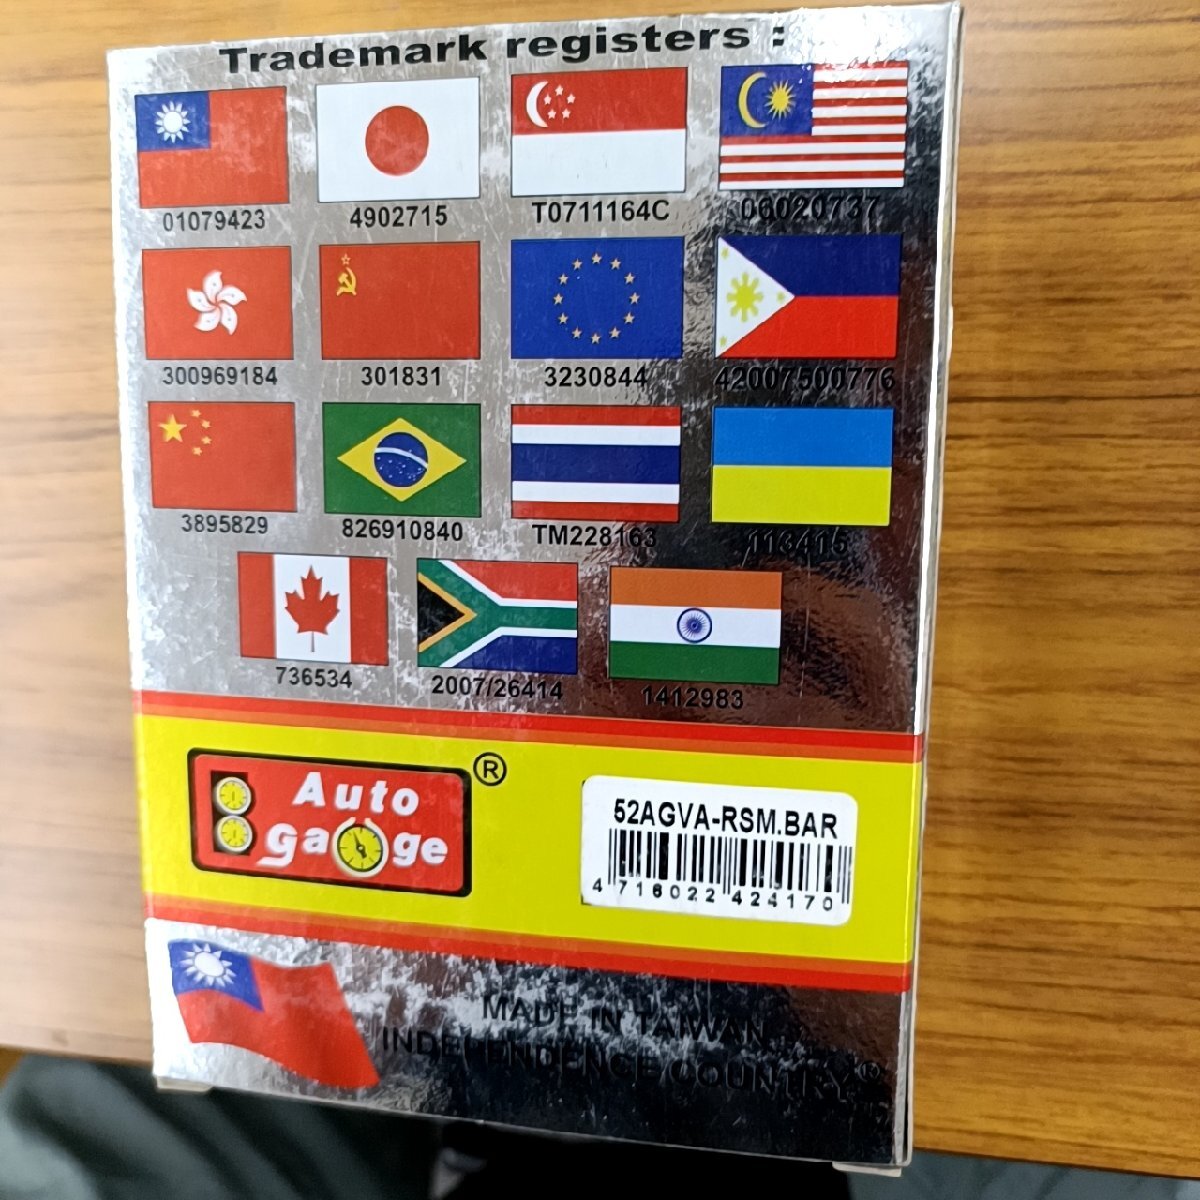 Trademark registers :
01079423 4902715 T0711164C 06020737
300969184 301831 3230844 42007500776
3895829 826910840 TM228163 113415
736534 2007/26414 1412983
Auto ®
gauge
52AGVA-RSM.BAR
4 716022 424170
MADE IN TAIWAN
INDEPENDENCE COUNTRY®